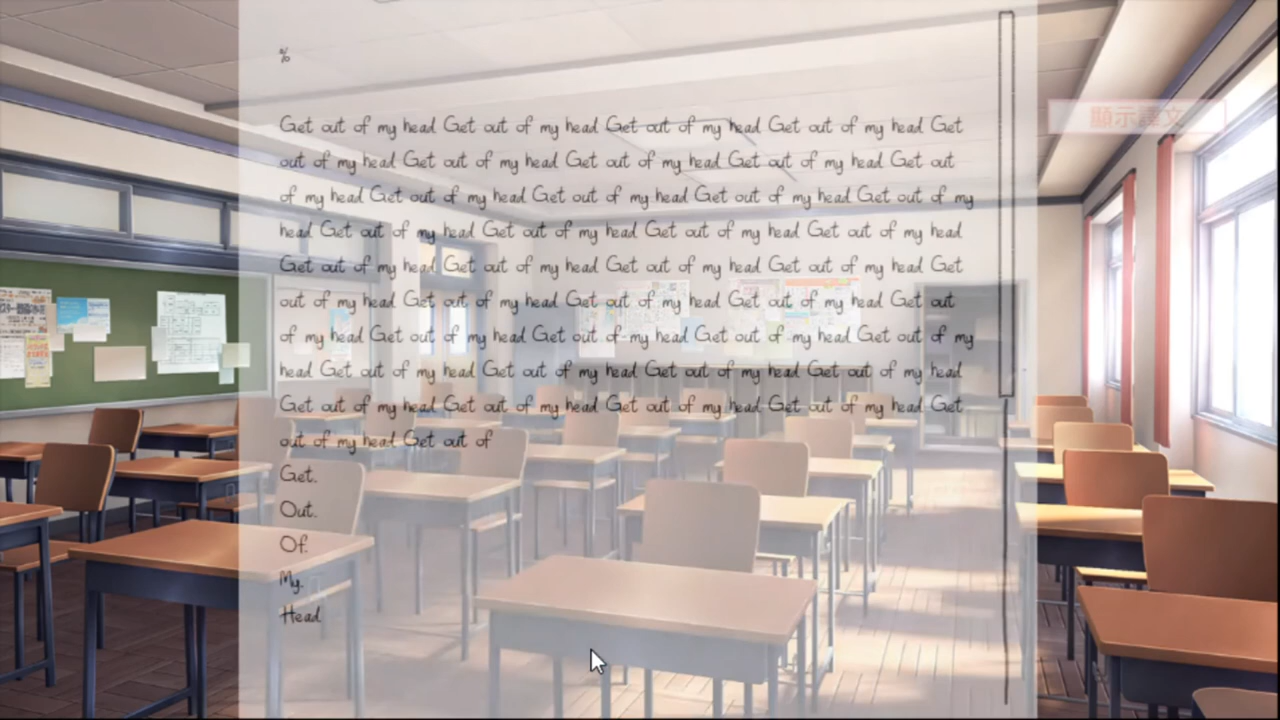 %
Get out of my head Get out of my head Get out of my head Get out of my head Get
out of my head Get out of my head Get out of my head Get out of my head Get out
of my head Get out of my head Get out of my head Get out of my head Get out of my
head Get out of my head Get out of my head Get out of my head Get out of my head
Get out of my head Get out of my head Get out of my head Get out of my head Get
out of my head Get out of my head Get out of my head Get out of my head Get out
of my head Get out of my head Get out of my head Get out of my head Get out of my
head Get out of my head Get out of my head Get out of my head Get out of my head
Get out of my head Get out of my head Get out of my head Get out of my head Get
out of my head Get out of
Get.
Out.
Of.
My.
Head.
顯示譯文